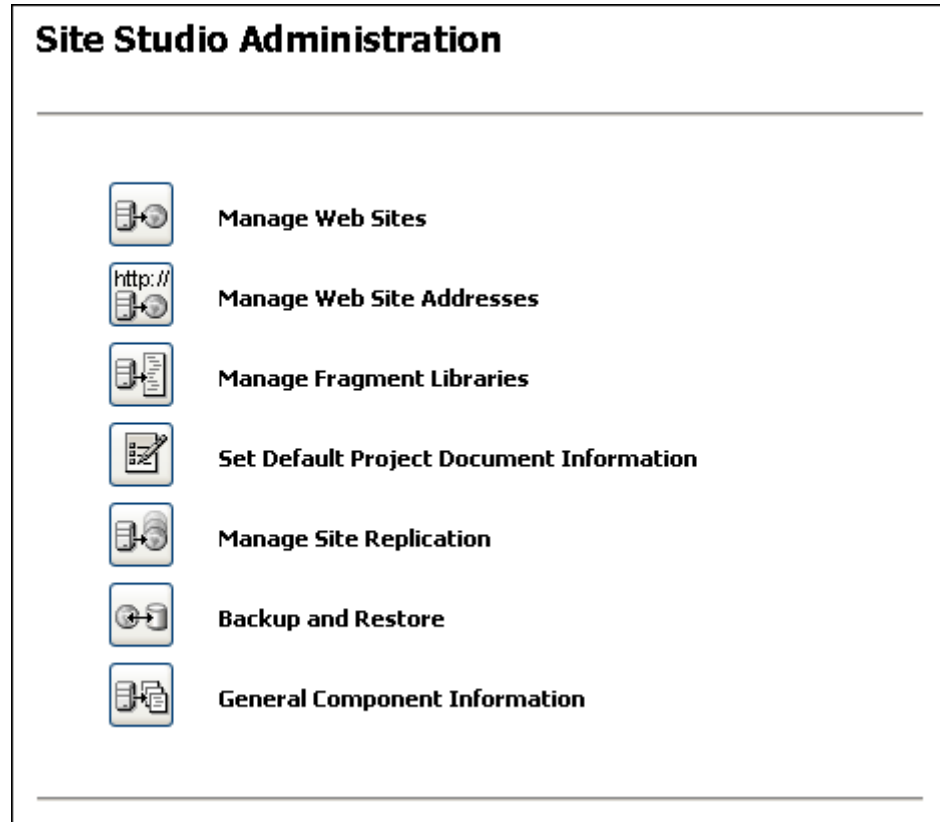 Site Studio Administration
Manage Web Sites
http://
Manage Web Site Addresses
Manage Fragment Libraries
Set Default Project Document Information
Manage Site Replication
Backup and Restore
General Component Information